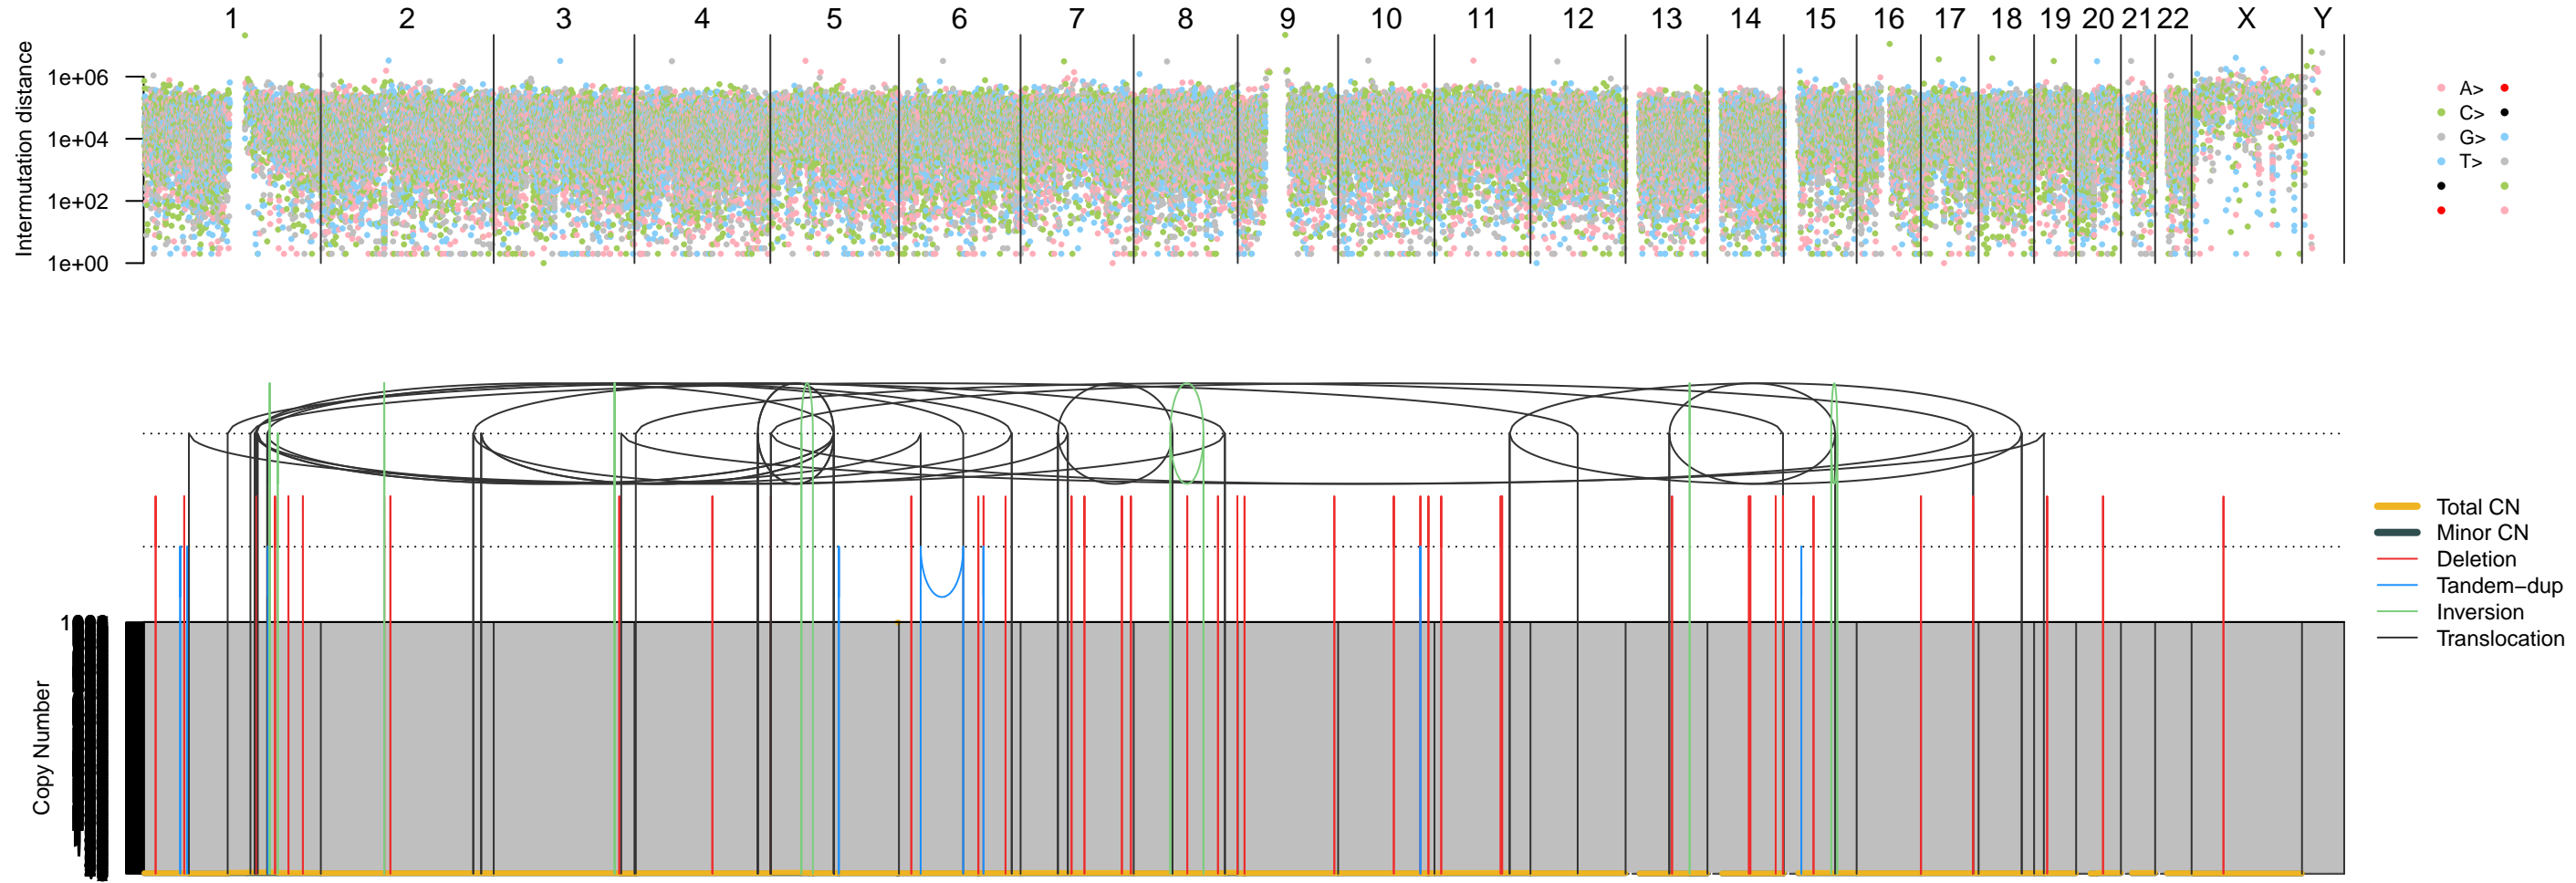 1 2 3 4 5 6 7 8 9 10 11 12 13 14 15 16 17 18 19 20 21 22 X Y
Intermutation distance
1e+06
1e+04
1e+02
1e+00
A>
C>
G>
T>
Total CN
Minor CN
Deletion
Tandem−dup
Inversion
Translocation
1
Copy Number